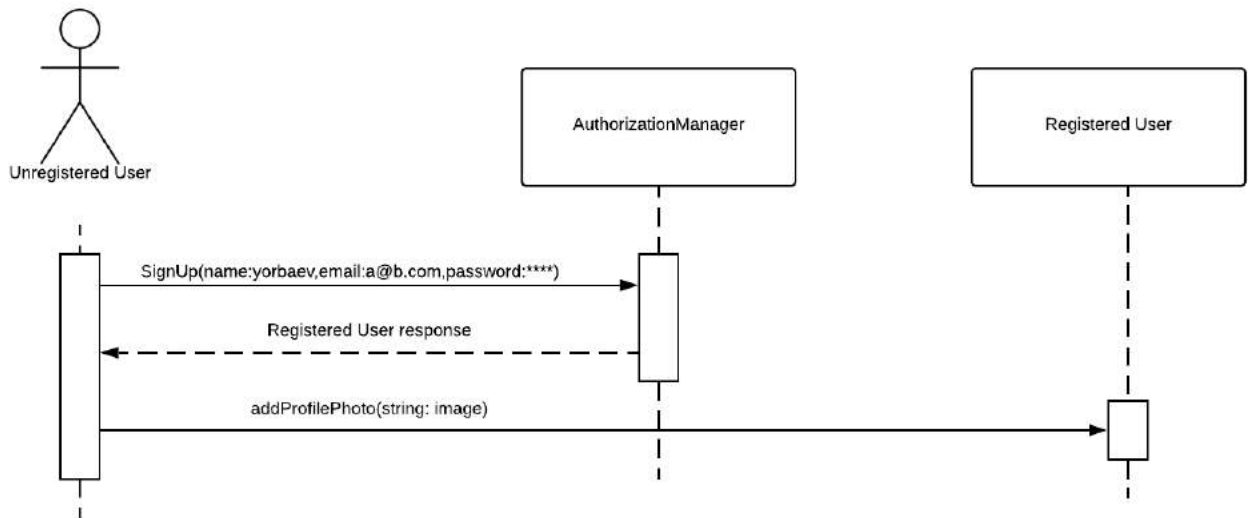 Unregistered User
AuthorizationManager
Registered User
SignUp(name:yorbaev,email:a@b.com,password:****)
Registered User response
addProfilePhoto(string: image)